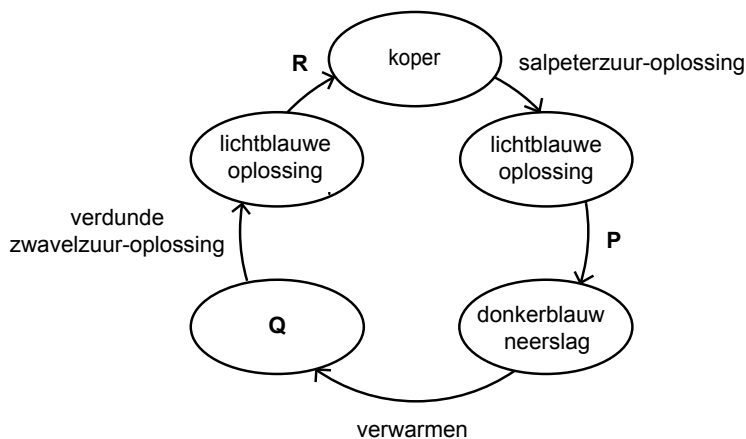 koper
R
salpeterzuur-oplossing
lichtblauwe
oplossing
lichtblauwe
oplossing
verdunde
zwavelzuur-oplossing
P
Q
donkerblauw
neerslag
verwarmen